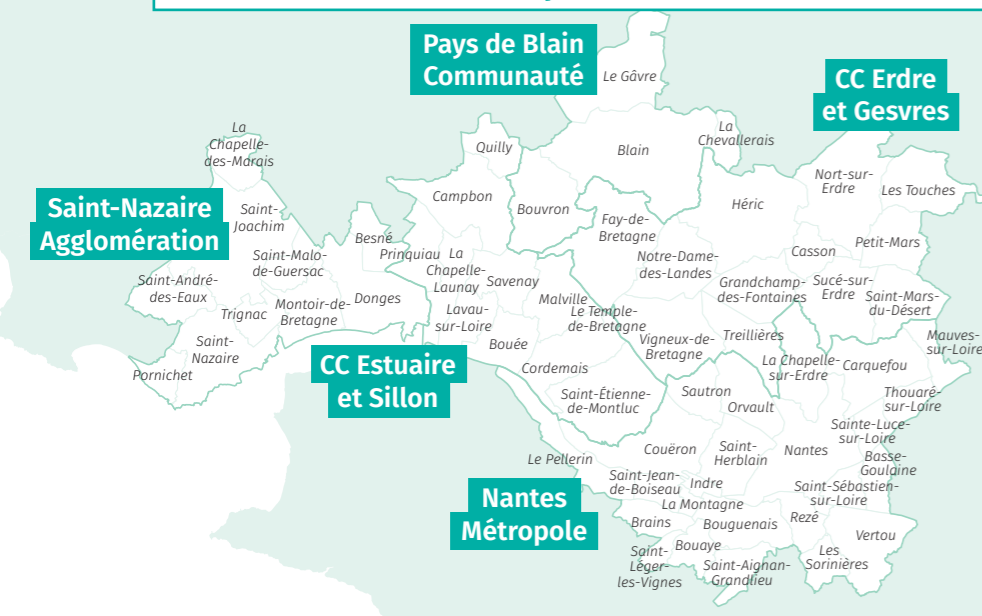 Pays de Blain
Communauté
Le Gâvre
CC Erdre
et Gesvres
La
Chapelle-
des-Marais
Quilly
Blain
La
Chevallerais
Nort-sur-
Erdre
Les Touches
Saint-Nazaire
Agglomération
Saint-
Joachim
Campbon
Bouvron
Fay-de-
Bretagne
Héric
Besné
Prinquiau
La
Chapelle-
Launay
Savenay
Notre-Dame-
des-Landes
Casson
Petit-Mars
Saint-Malo-
de-Guersac
Saint-André-
des-Eaux
Trignac
Montoir-de-
Bretagne
Donges
Lavau-
sur-Loire
Malville
Le Temple-
de-Bretagne
Grandchamp-
des-Fontaines
Sucé-sur-
Erdre
Saint-Mars-
du-Désert
Saint-
Nazaire
Pornichet
Bouée
Vigneux-de-
Bretagne
Treillières
Mauves-
sur-Loire
CC Estuaire
et Sillon
Cordemais
La Chapelle-
sur-Erdre
Carquefou
Saint-Étienne-
de-Montluc
Sautron
Orvault
Thouaré-
sur-Loire
Sainte-Luce-
sur-Loire
Le Pellerin
Couëron
Saint-
Herblain
Nantes
Basse-
Goulaine
Saint-Jean-
de-Boiseau
Indre
Saint-Sébastien-
sur-Loire
Nantes
Métropole
La Montagne
Brains
Bouguenais
Rezé
Vertou
Saint-
Léger-
les-Vignes
Bouaye
Saint-Aignan-
Grandlieu
Les
Sorinières